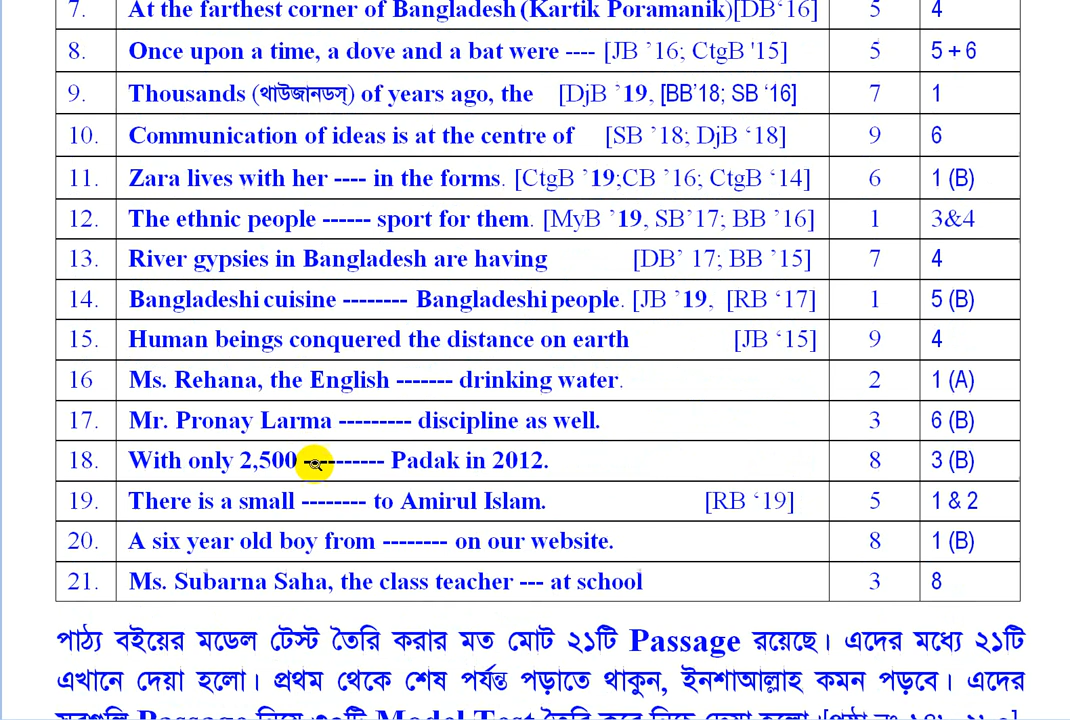 7. At the farthest corner of Bangladesh (Kartik Poramanik)[DB‘16] 5 4
8. Once upon a time, a dove and a bat were ---- [JB ’16; CtgB '15] 5 5 + 6
9. Thousands (থাউজানডস্) of years ago, the [DjB ’19, [BB’18; SB ‘16] 7 1
10. Communication of ideas is at the centre of [SB ’18; DjB ‘18] 9 6
11. Zara lives with her ---- in the forms. [CtgB ’19;CB ’16; CtgB ‘14] 6 1 (B)
12. The ethnic people ------ sport for them. [MyB ’19, SB’17; BB ’16] 1 3&4
13. River gypsies in Bangladesh are having [DB’ 17; BB ’15] 7 4
14. Bangladeshi cuisine -------- Bangladeshi people. [JB ’19, [RB ‘17] 1 5 (B)
15. Human beings conquered the distance on earth [JB ‘15] 9 4
16 Ms. Rehana, the English ------- drinking water. 2 1 (A)
17. Mr. Pronay Larma --------- discipline as well. 3 6 (B)
18. With only 2,500 ---------- Padak in 2012. 8 3 (B)
19. There is a small -------- to Amirul Islam. [RB ‘19] 5 1 & 2
20. A six year old boy from -------- on our website. 8 1 (B)
21. Ms. Subarna Saha, the class teacher --- at school 3 8
পাঠ্য বইয়ের মডেল টেস্ট তৈরি করার মত মোট ২১টি Passage রয়েছে। এদের মধ্যে ২১টি
এখানে দেয়া হলো। প্রথম থেকে শেষ পর্যন্ত পড়াতে থাকুন, ইনশাআল্লাহ কমন পড়বে। এদের